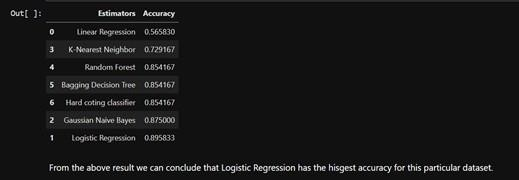 Out[ ]:
Estimators Accuracy
0 Linear Regression 0.565830
3 K-Nearest Neighbor 0.729167
4 Random Forest 0.854167
5 Bagging Decision Tree 0.854167
6 Hard coting classifier 0.854167
2 Gaussian Naive Bayes 0.875000
1 Logistic Regression 0.895833
From the above result we can conclude that Logistic Regression has the hisgest accuracy for this particular dataset.